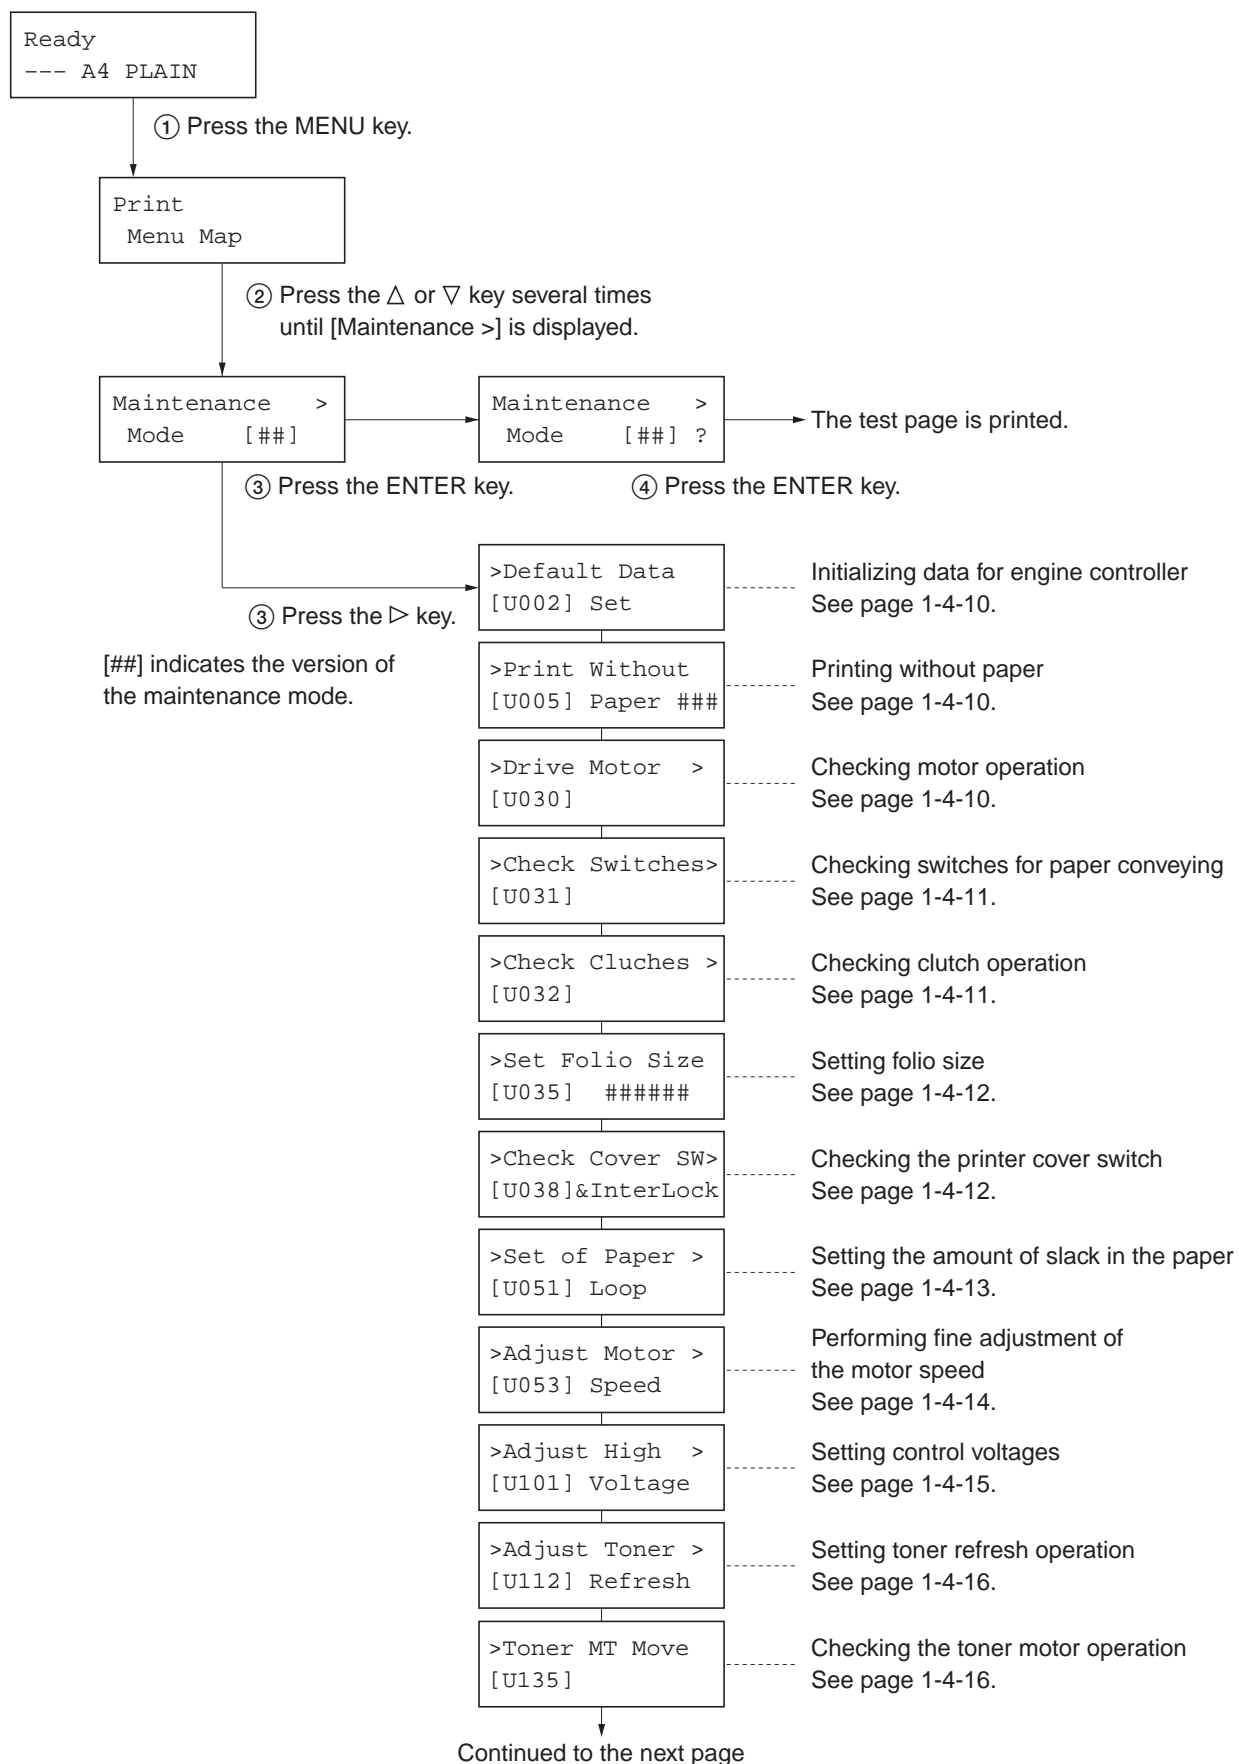 Ready
--- A4 PLAIN
① Press the MENU key.
Print
Menu Map
② Press the △ or ▽ key several times
until [Maintenance >] is displayed.
Maintenance >
Mode [##]
Maintenance >
Mode [##] ?
The test page is printed.
③ Press the ENTER key.
④ Press the ENTER key.
③ Press the ▷ key.
[##] indicates the version of
the maintenance mode.
>Default Data
[U002] Set
Initializing data for engine controller
See page 1-4-10.
>Print Without
[U005] Paper ###
Printing without paper
See page 1-4-10.
>Drive Motor >
[U030]
Checking motor operation
See page 1-4-10.
>Check Switches>
[U031]
Checking switches for paper conveying
See page 1-4-11.
>Check Cluches >
[U032]
Checking clutch operation
See page 1-4-11.
>Set Folio Size
[U035] ######
Setting folio size
See page 1-4-12.
>Check Cover SW>
[U038]&InterLock
Checking the printer cover switch
See page 1-4-12.
>Set of Paper >
[U051] Loop
Setting the amount of slack in the paper
See page 1-4-13.
>Adjust Motor >
[U053] Speed
Performing fine adjustment of
the motor speed
See page 1-4-14.
>Adjust High >
[U101] Voltage
Setting control voltages
See page 1-4-15.
>Adjust Toner >
[U112] Refresh
Setting toner refresh operation
See page 1-4-16.
>Toner MT Move
[U135]
Checking the toner motor operation
See page 1-4-16.
Continued to the next page